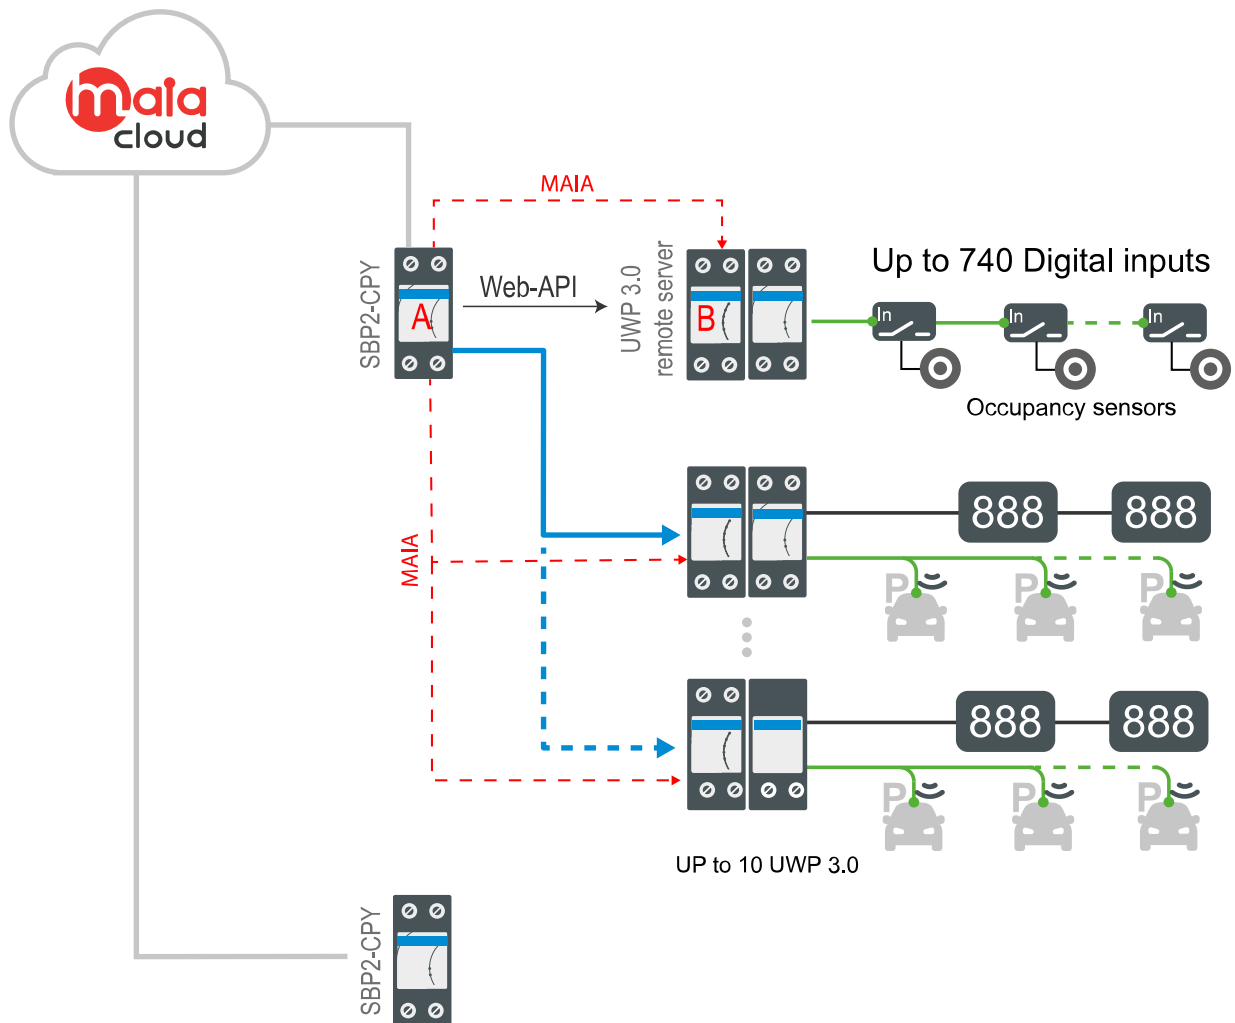 maia
cloud
MAIA
SBP2-CPY
A
Web-API
UWP 3.0
remote server
B
Up to 740 Digital inputs
In
In
In
Occupancy sensors
MAIA
888
888
P
P
P
888
888
P
P
P
UP to 10 UWP 3.0
SBP2-CPY